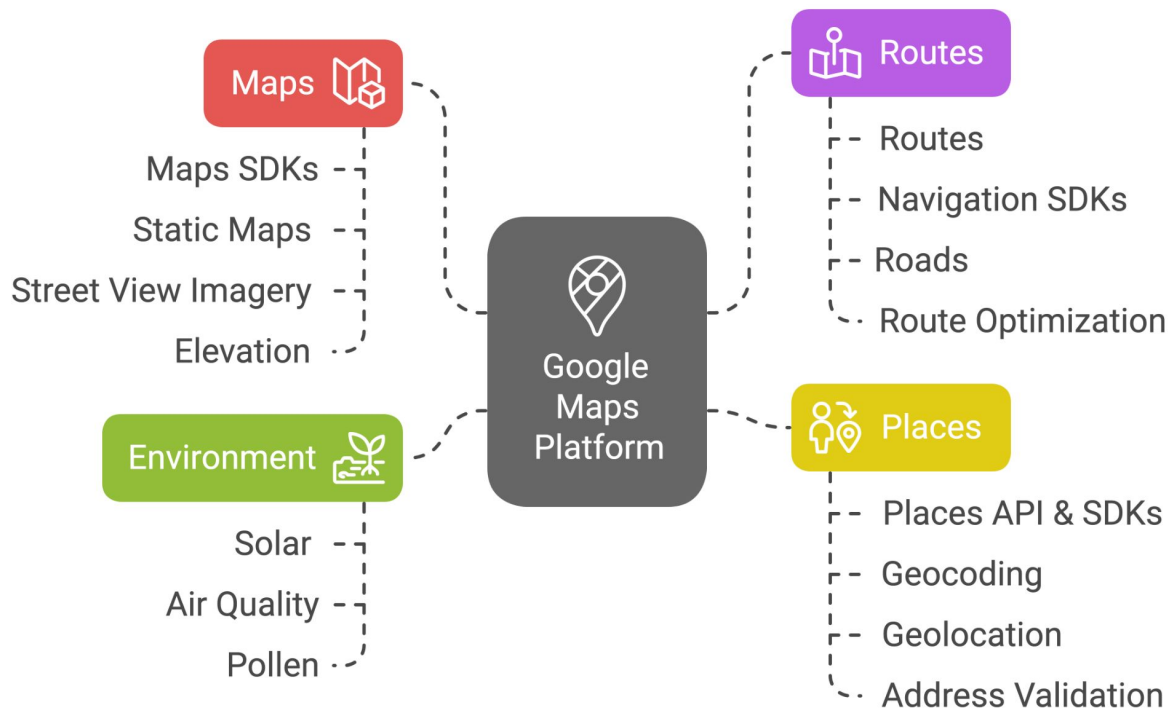 Maps
Maps SDKs
Static Maps
Street View Imagery
Elevation
Routes
Routes
Navigation SDKs
Roads
Route Optimization
Google
Maps
Platform
Environment
Solar
Air Quality
Pollen
Places
Places API & SDKs
Geocoding
Geolocation
Address Validation